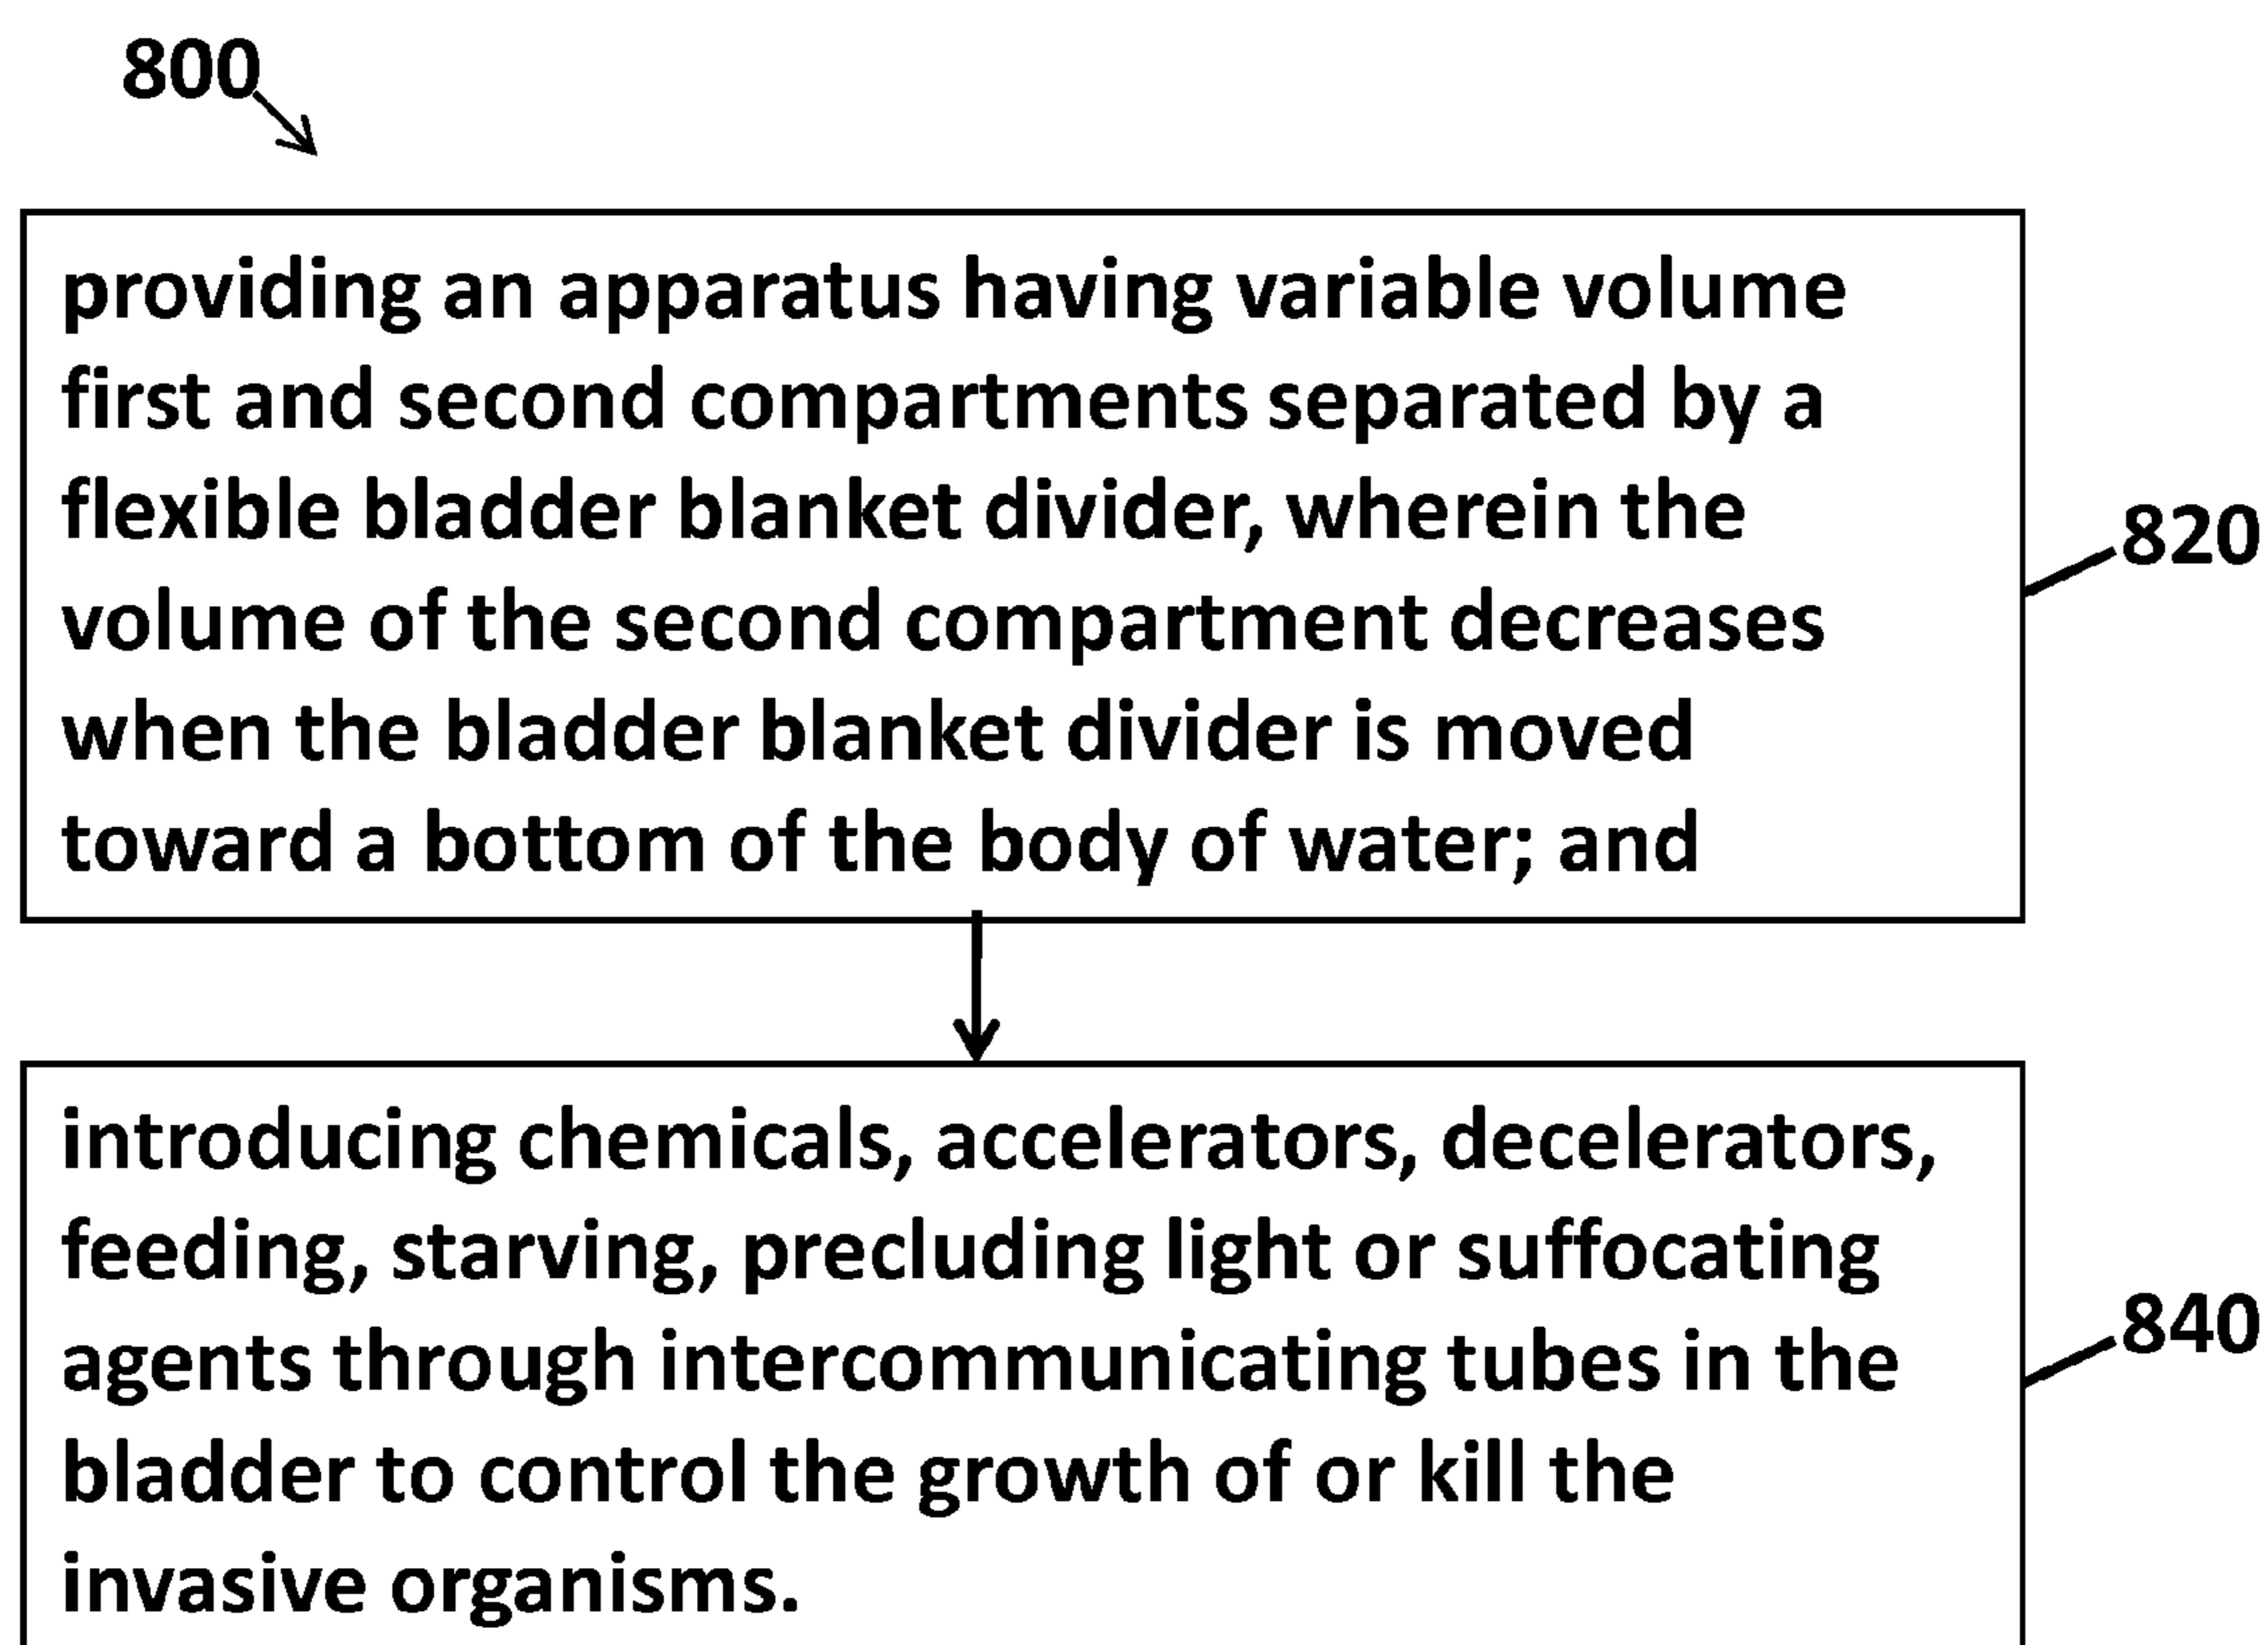 800
providing an apparatus having variable volume
first and second compartments separated by a
flexible bladder blanket divider, wherein the
volume of the second compartment decreases
when the bladder blanket divider is moved
toward a bottom of the body of water; and
820
introducing chemicals, accelerators, decelerators,
feeding, starving, precluding light or suffocating
agents through intercommunicating tubes in the
bladder to control the growth of or kill the
invasive organisms.
840